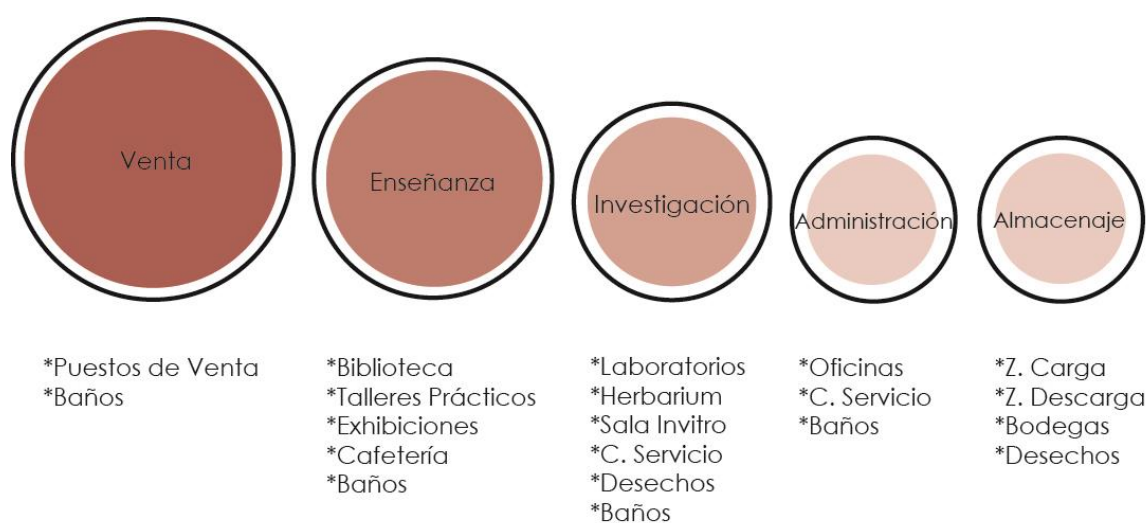 Venta
Enseñanza
Investigación
Administración
Almacenaje
*Puestos de Venta
*Baños
*Biblioteca
*Talleres Prácticos
*Exhibiciones
*Cafetería
*Baños
*Laboratorios
*Herbarium
*Sala Invitro
*C. Servicio
*Desechos
*Baños
*Oficinas
*C. Servicio
*Baños
*Z. Carga
*Z. Descarga
*Bodegas
*Desechos